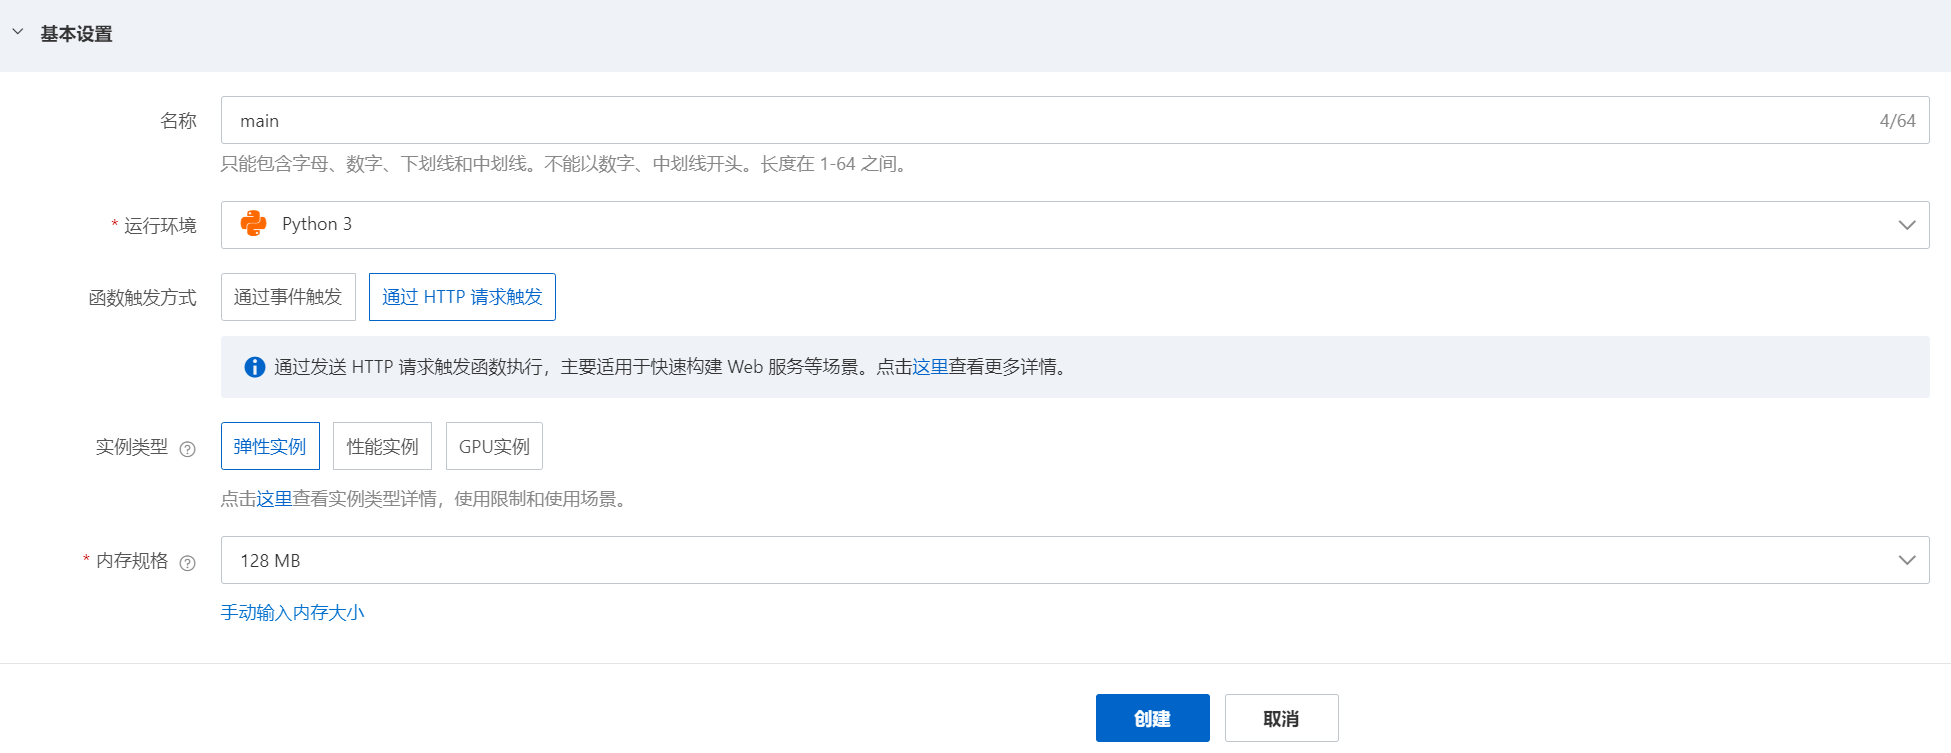 基本设置
名称
main
4/64
只能包含字母、数字、下划线和中划线。不能以数字、中划线开头。长度在 1-64 之间。
* 运行环境
Python 3
函数触发方式
通过事件触发
通过 HTTP 请求触发
通过发送 HTTP 请求触发函数执行，主要适用于快速构建 Web 服务等场景。点击这里查看更多详情。
实例类型
弹性实例
性能实例
GPU实例
点击这里查看实例类型详情，使用限制和使用场景。
* 内存规格
128 MB
手动输入内存大小
创建
取消